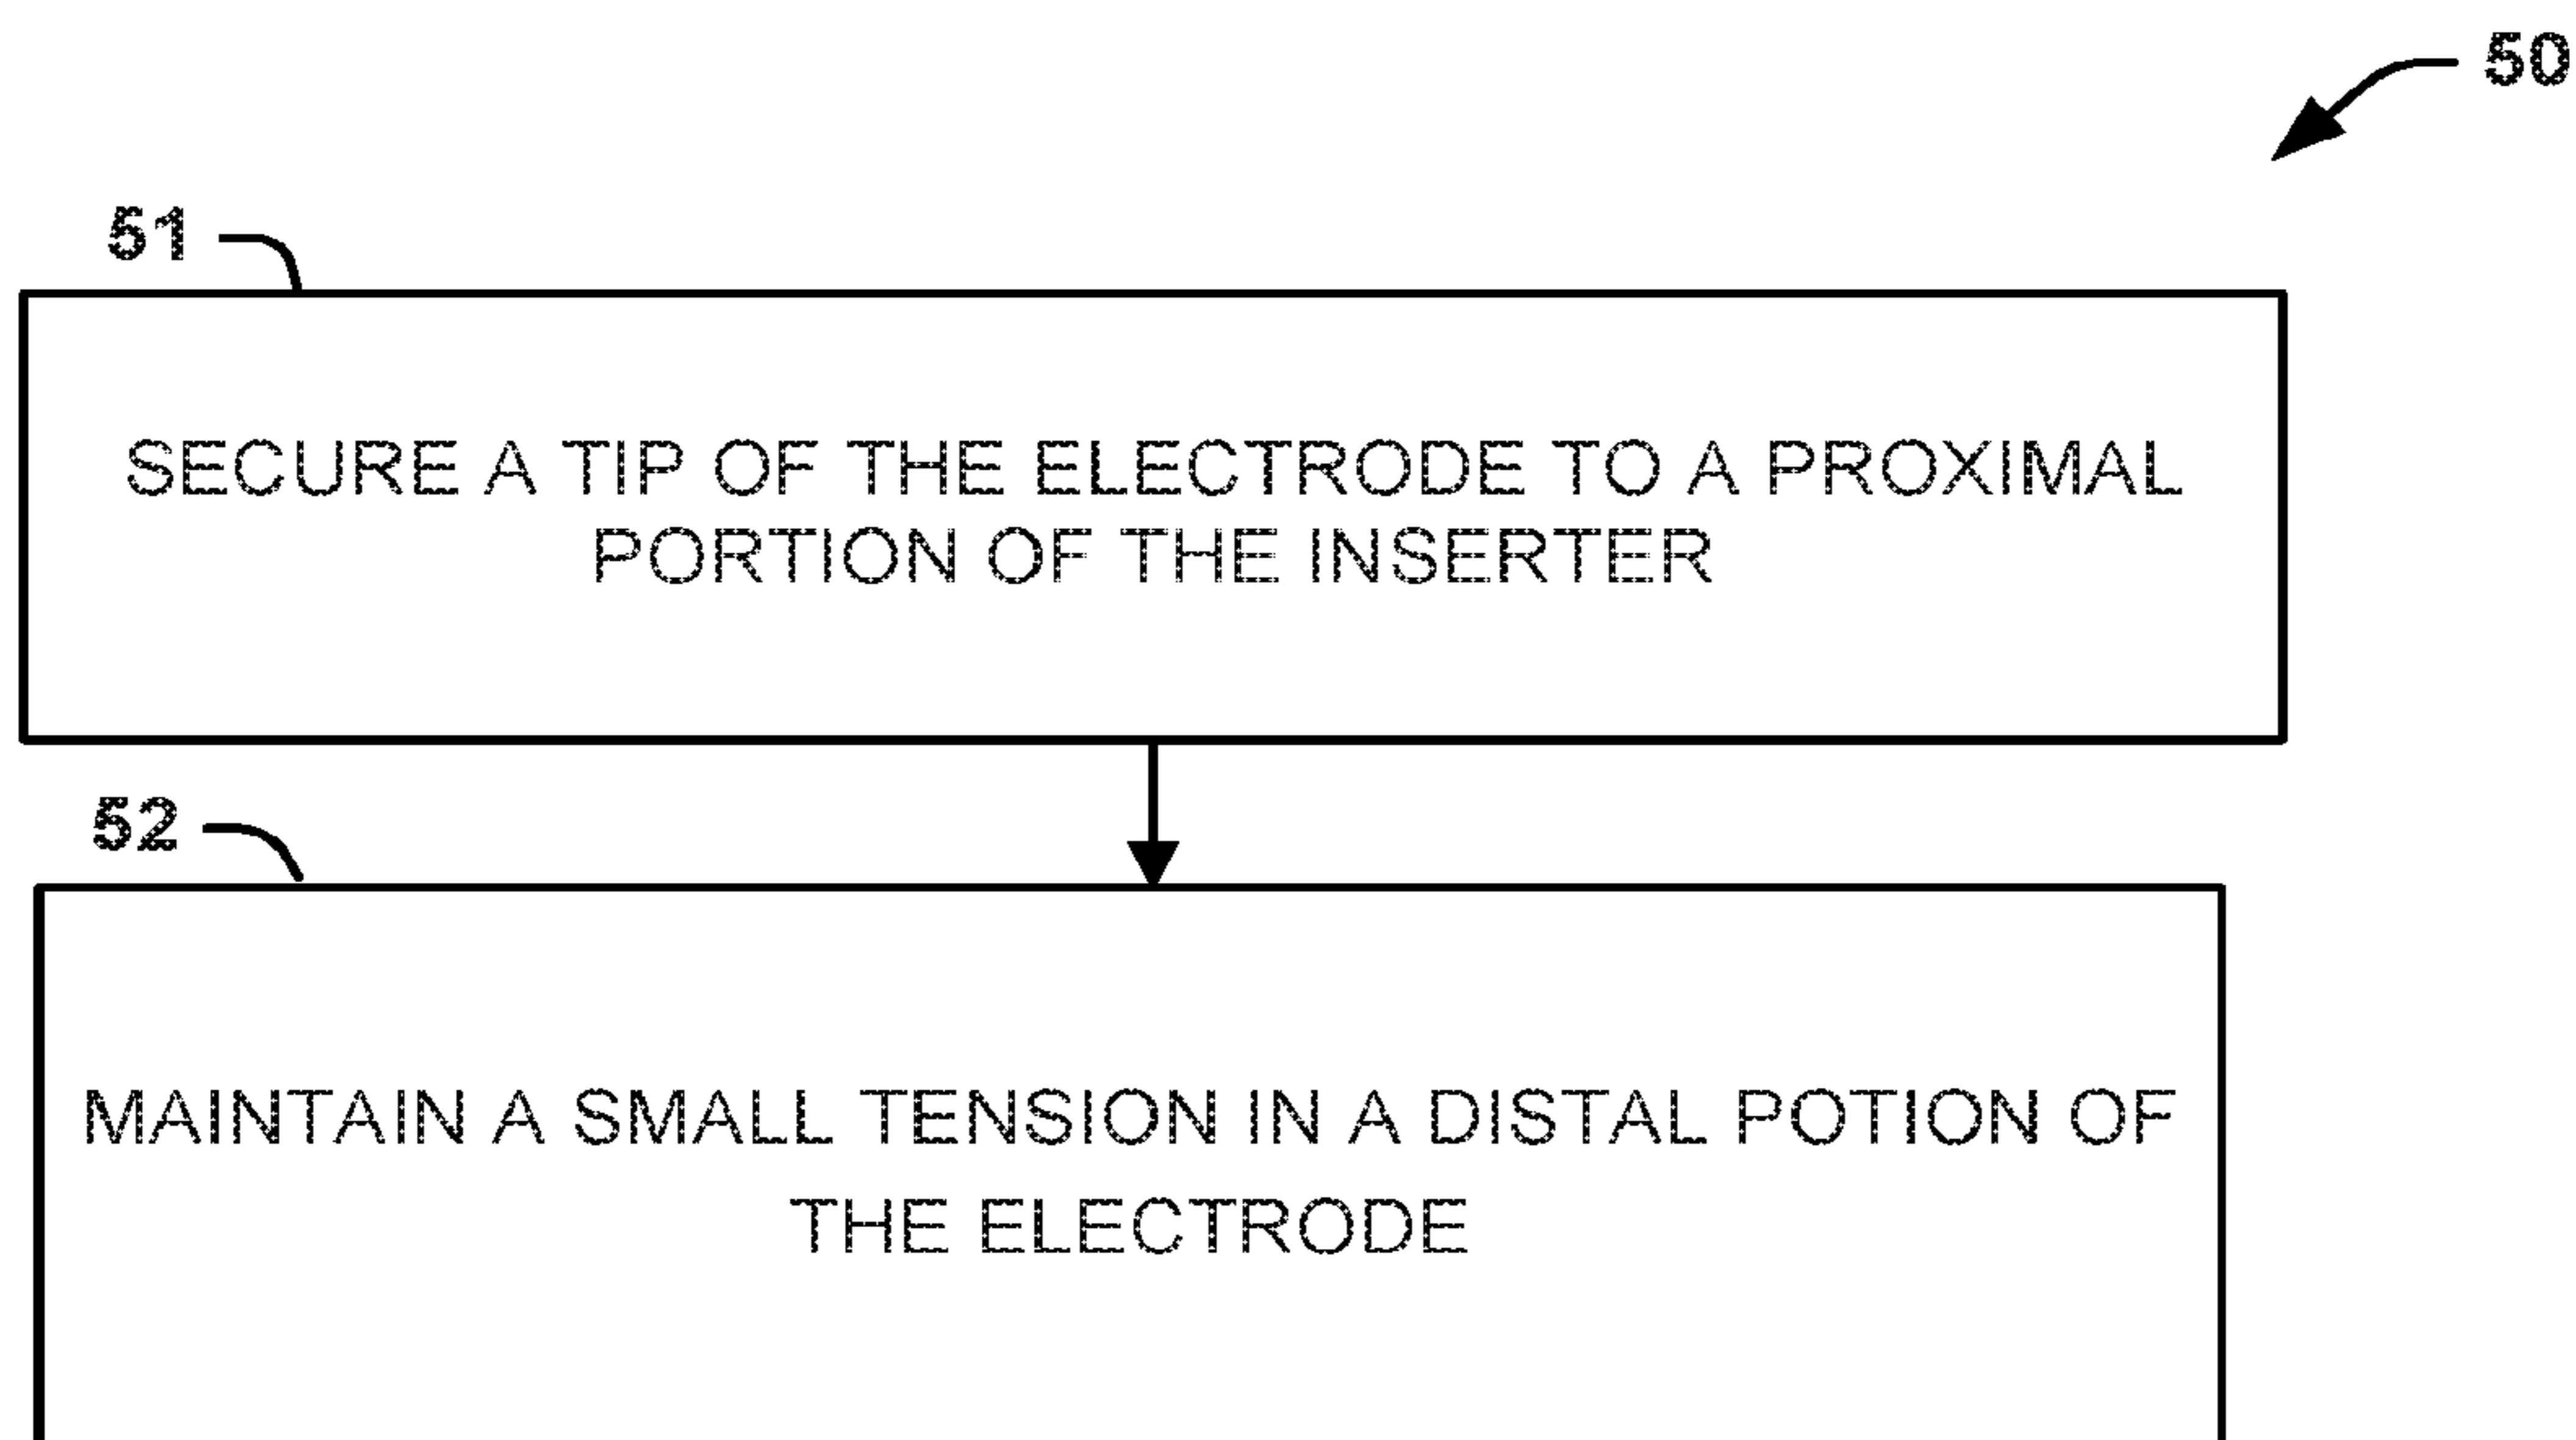 50
51
SECURE A TIP OF THE ELECTRODE TO A PROXIMAL
PORTION OF THE INSERTER
52
MAINTAIN A SMALL TENSION IN A DISTAL POTION OF
THE ELECTRODE